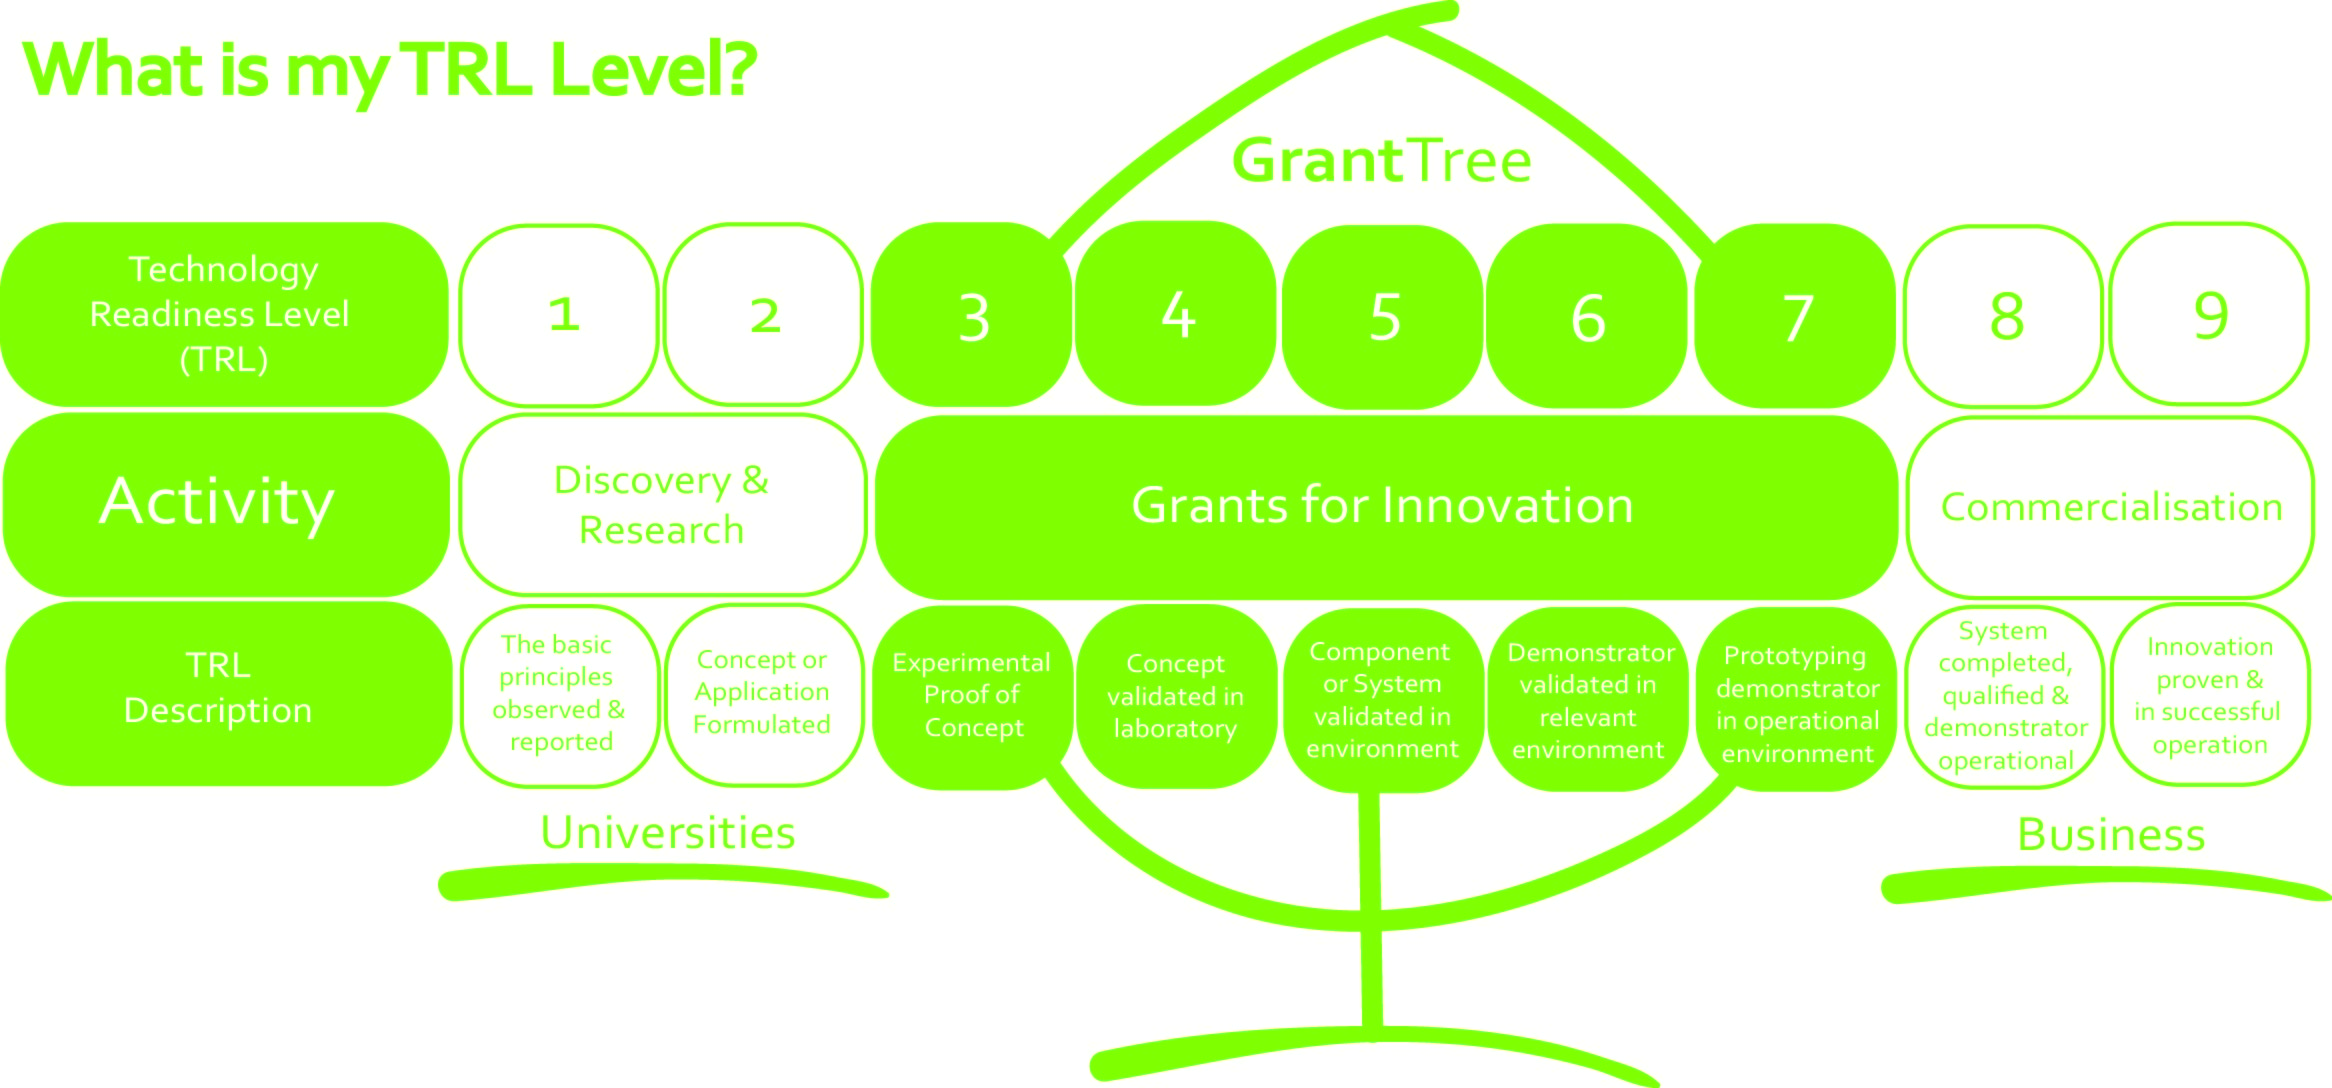 What is my TRL Level?
GrantTree
Technology
Readiness Level
(TRL)
1
2
3
4
5
6
7
8
9
Activity
Discovery &
Research
Grants for Innovation
Commercialisation
TRL
Description
The basic
principles
observed &
reported
Concept or
Application
Formulated
Experimental
Proof of
Concept
Concept
validated in
laboratory
Component
or System
validated in
environment
Demonstrator
validated in
relevant
environment
Prototyping
demonstrator
in operational
environment
System
completed,
qualified &
demonstrator
operational
Innovation
proven &
in successful
operation
Universities
Business